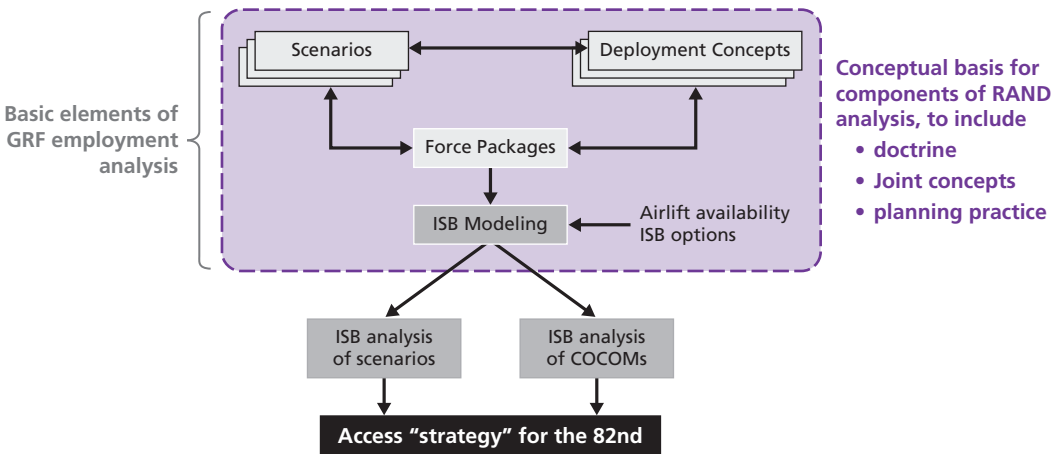 Scenarios
Deployment Concepts
Basic elements of
GRF employment
analysis
Force Packages
ISB Modeling
Airlift availability
ISB options
Conceptual basis for
components of RAND
analysis, to include
• doctrine
• Joint concepts
• planning practice
ISB analysis
of scenarios
ISB analysis
of COCOMs
Access “strategy” for the 82nd